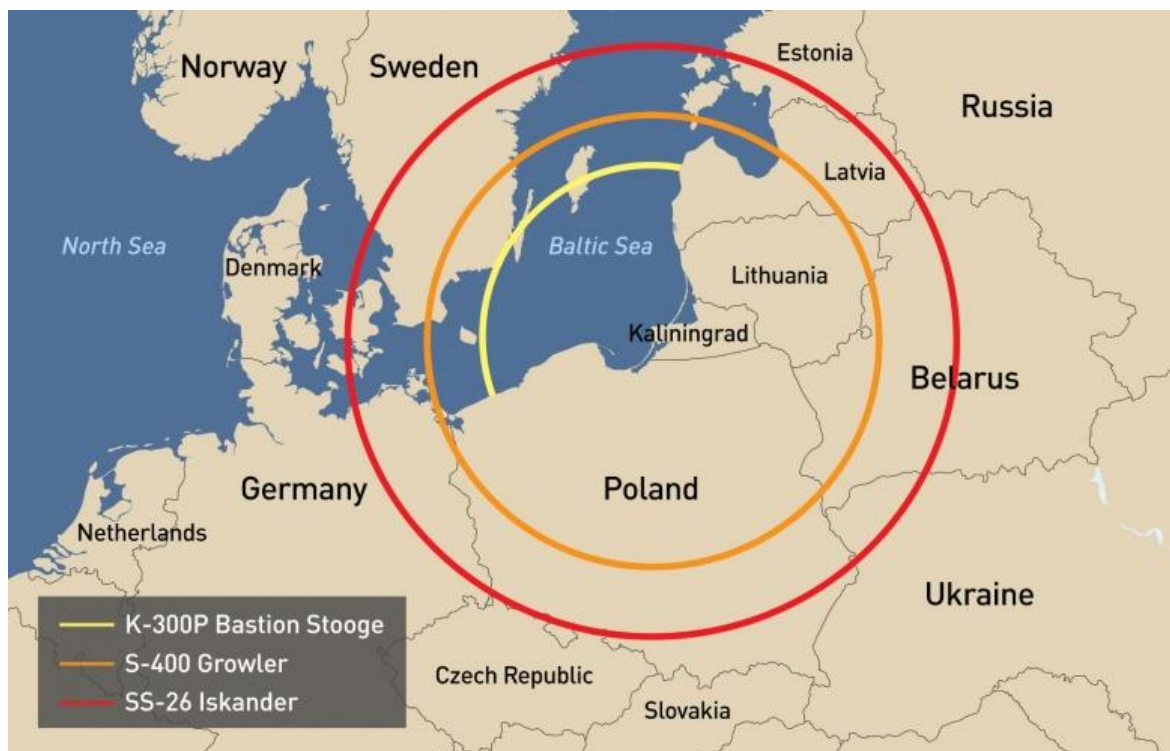 Norway
Sweden
Estonia
Russia
Latvia
North Sea
Baltic Sea
Denmark
Lithuania
Kaliningrad
Belarus
Germany
Poland
Netherlands
Ukraine
K-300P Bastion Stooge
S-400 Growler
SS-26 Iskander
Czech Republic
Slovakia